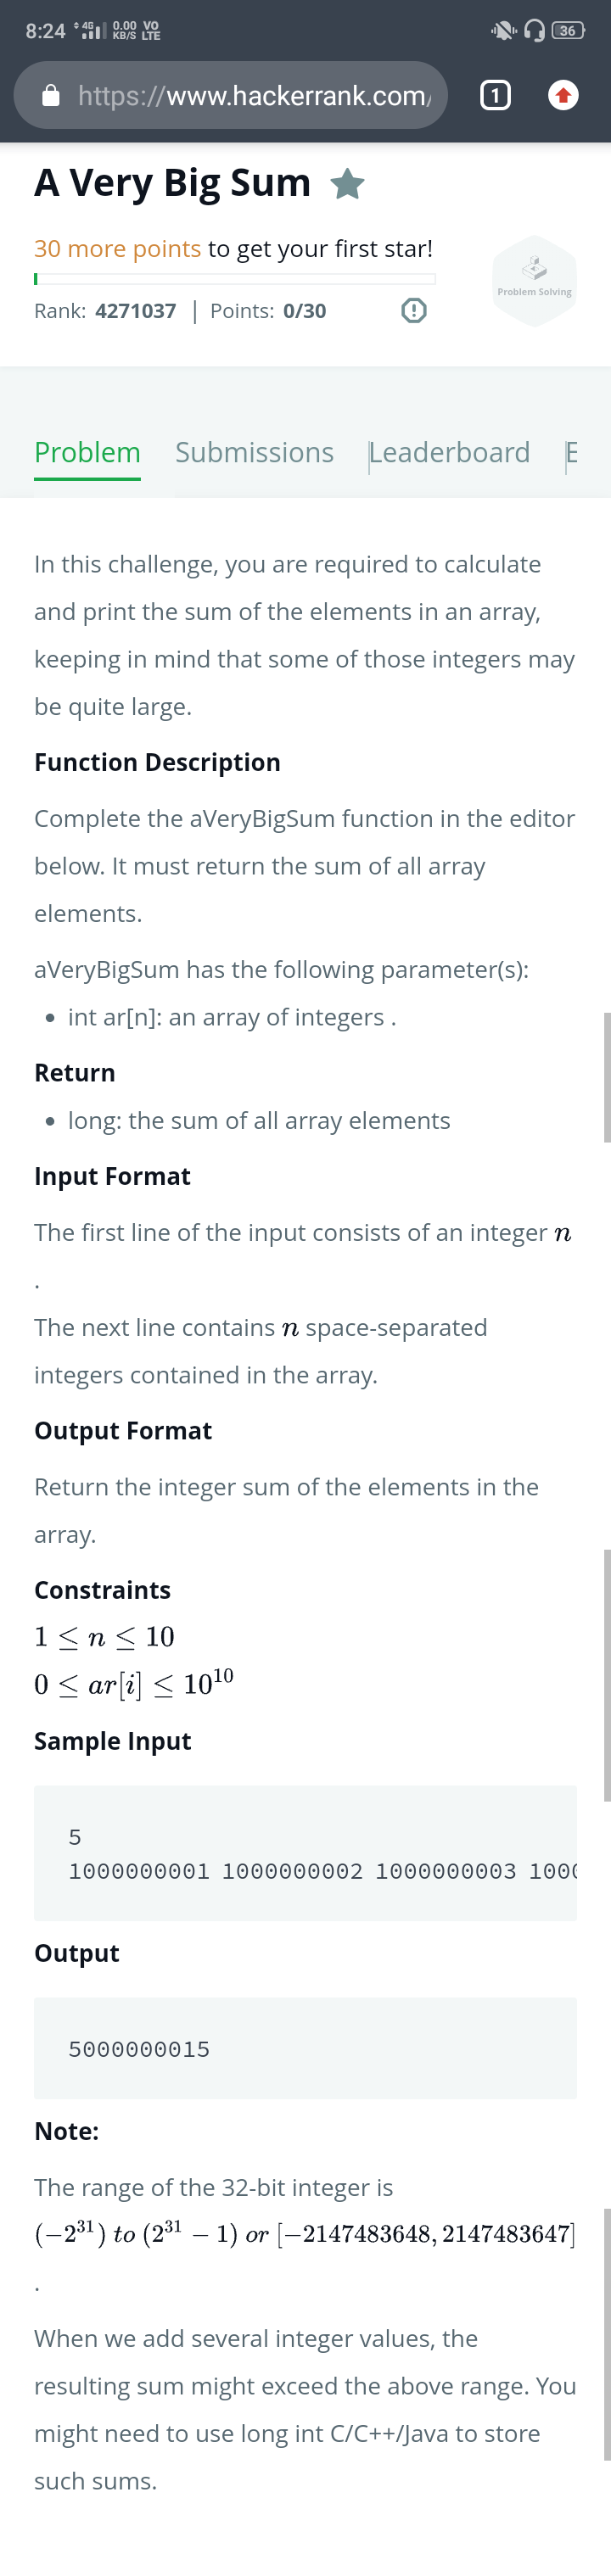 8:24 4G 0.00 KB/S VO LTE 36
https://www.hackerrank.com/ 1
A Very Big Sum
30 more points to get your first star!
Problem Solving
Rank: 4271037 | Points: 0/30
Problem Submissions Leaderboard E
In this challenge, you are required to calculate
and print the sum of the elements in an array,
keeping in mind that some of those integers may
be quite large.
Function Description
Complete the aVeryBigSum function in the editor
below. It must return the sum of all array
elements.
aVeryBigSum has the following parameter(s):
• int ar[n]: an array of integers .
Return
• long: the sum of all array elements
Input Format
The first line of the input consists of an integer n
.
The next line contains n space-separated
integers contained in the array.
Output Format
Return the integer sum of the elements in the
array.
Constraints
1 ≤ n ≤ 10
0 ≤ ar[i] ≤ 10^10
Sample Input
5
1000000001 1000000002 1000000003 1000
Output
5000000015
Note:
The range of the 32-bit integer is
(−2^31) to (2^31 − 1) or [−2147483648, 2147483647]
.
When we add several integer values, the
resulting sum might exceed the above range. You
might need to use long int C/C++/Java to store
such sums.